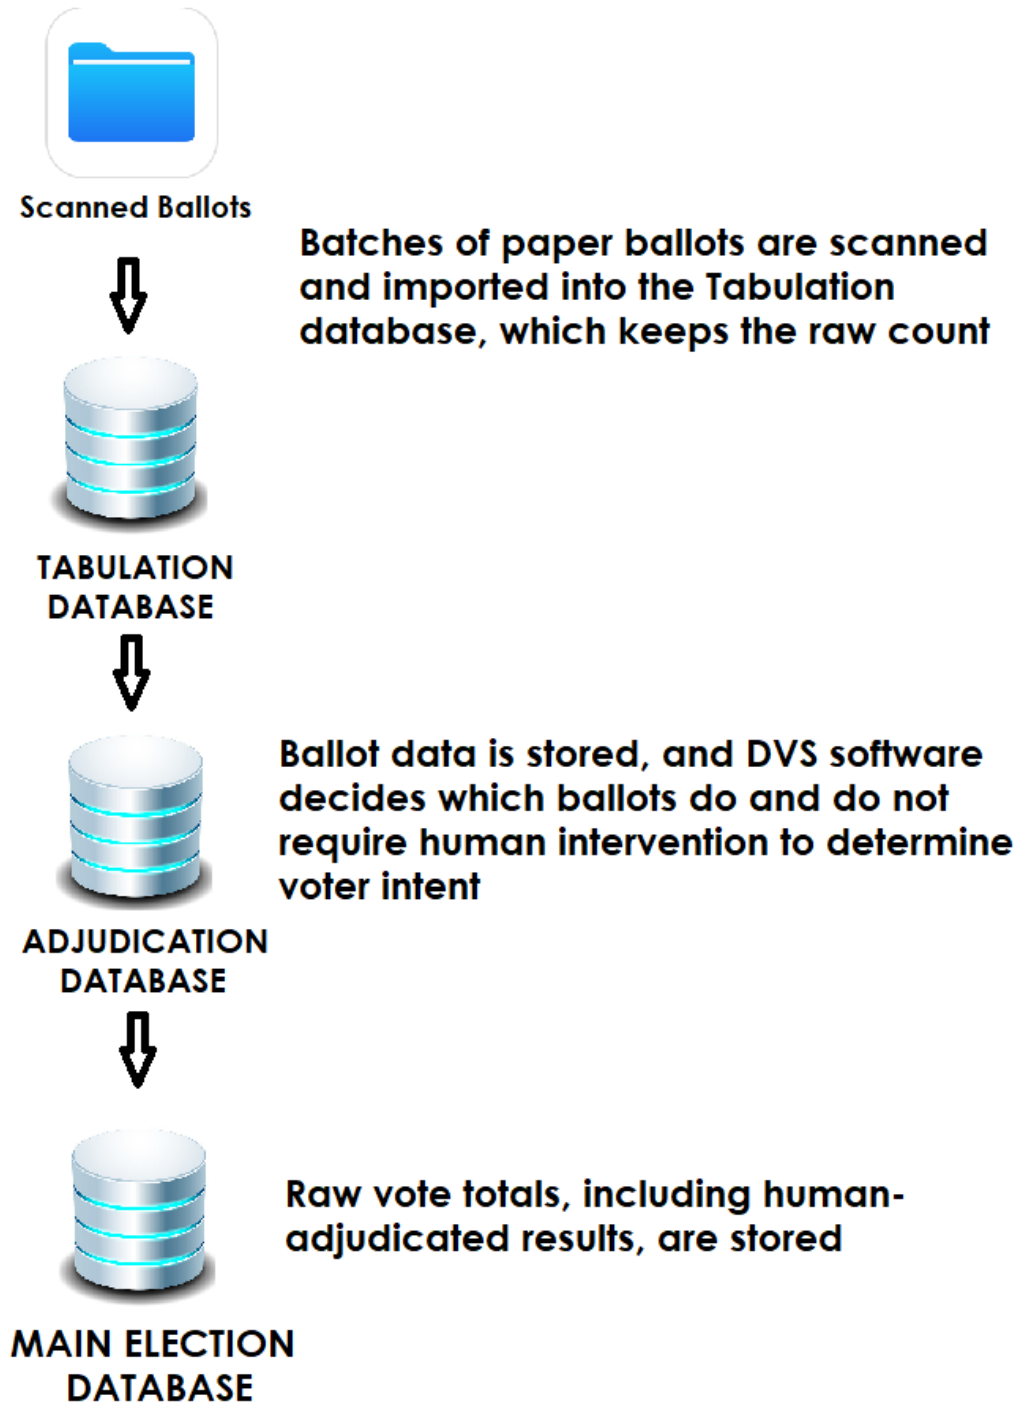 Scanned Ballots
Batches of paper ballots are scanned
and imported into the Tabulation
database, which keeps the raw count
TABULATION
DATABASE
Ballot data is stored, and DVS software
decides which ballots do and do not
require human intervention to determine
voter intent
ADJUDICATION
DATABASE
Raw vote totals, including human-
adjudicated results, are stored
MAIN ELECTION
DATABASE